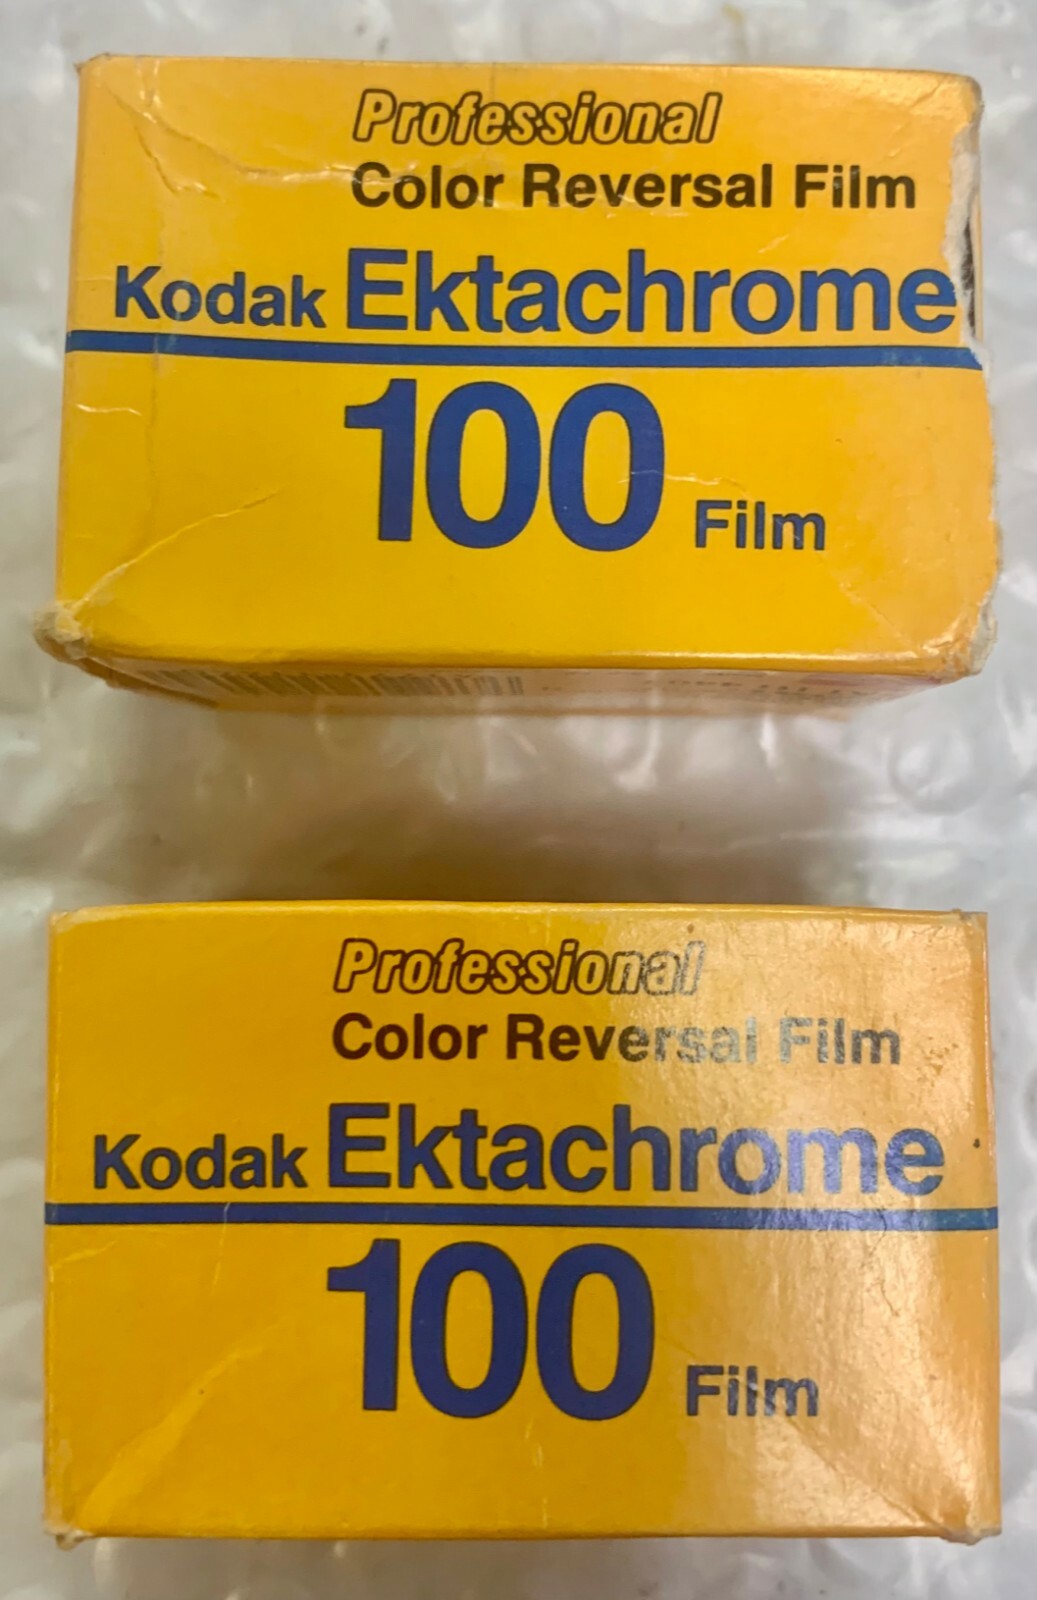 Professional
Color Reversal Film
Kodak Ektachrome
100 Film
Professional
Color Reversal Film
Kodak Ektachrome
100 Film